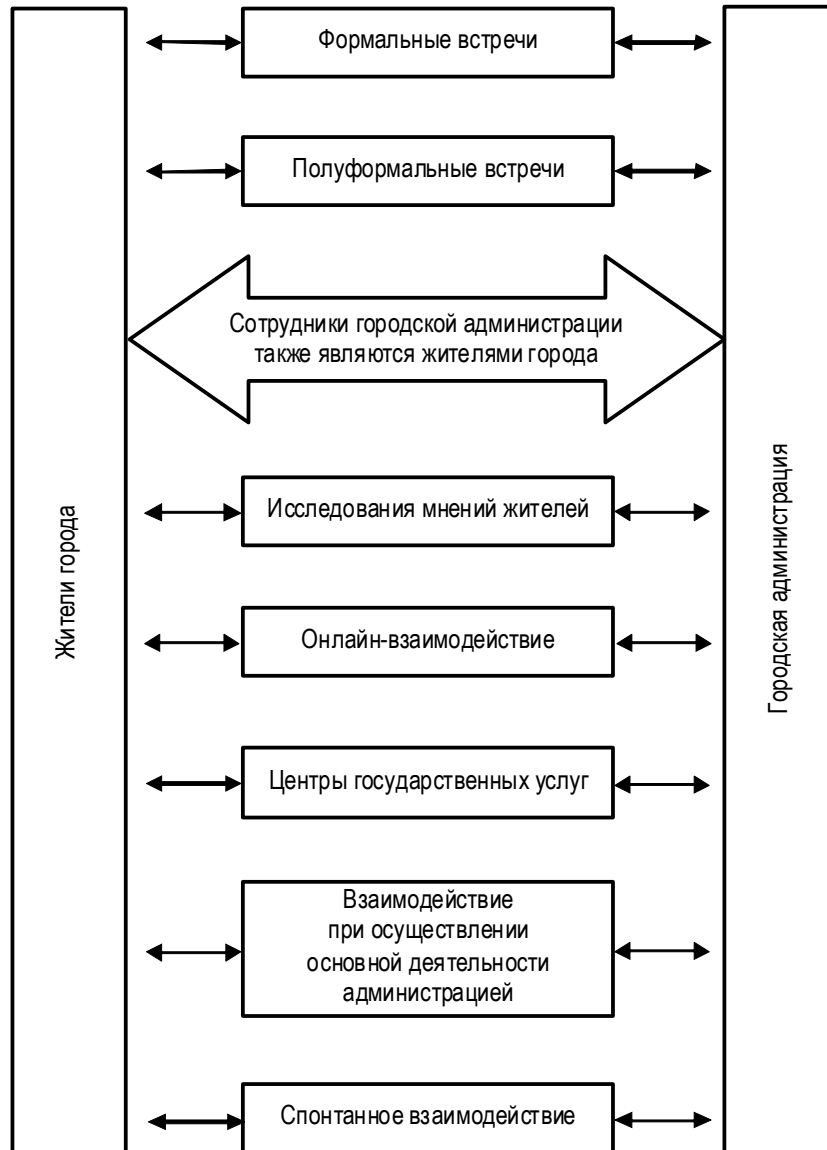 Жители города
Формальные встречи
Полуформальные встречи
Сотрудники городской администрации
также являются жителями города
Исследования мнений жителей
Онлайн-взаимодействие
Центры государственных услуг
Взаимодействие
при осуществлении
основной деятельности
администрацией
Спонтанное взаимодействие
Городская администрация